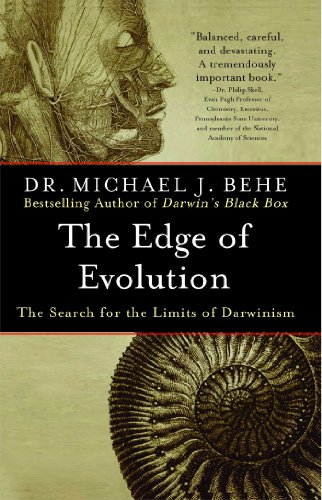 "Balanced, careful,
and devastating.
A tremendously
important book."
–Dr. Philip Skell,
Evan Pugh Professor of
Chemistry, Emeritus,
Pennsylvania State University,
and member of the National
Academy of Sciences
DR. MICHAEL J. BEHE
Bestselling Author of Darwin's Black Box
The Edge of
Evolution
The Search for the Limits of Darwinism